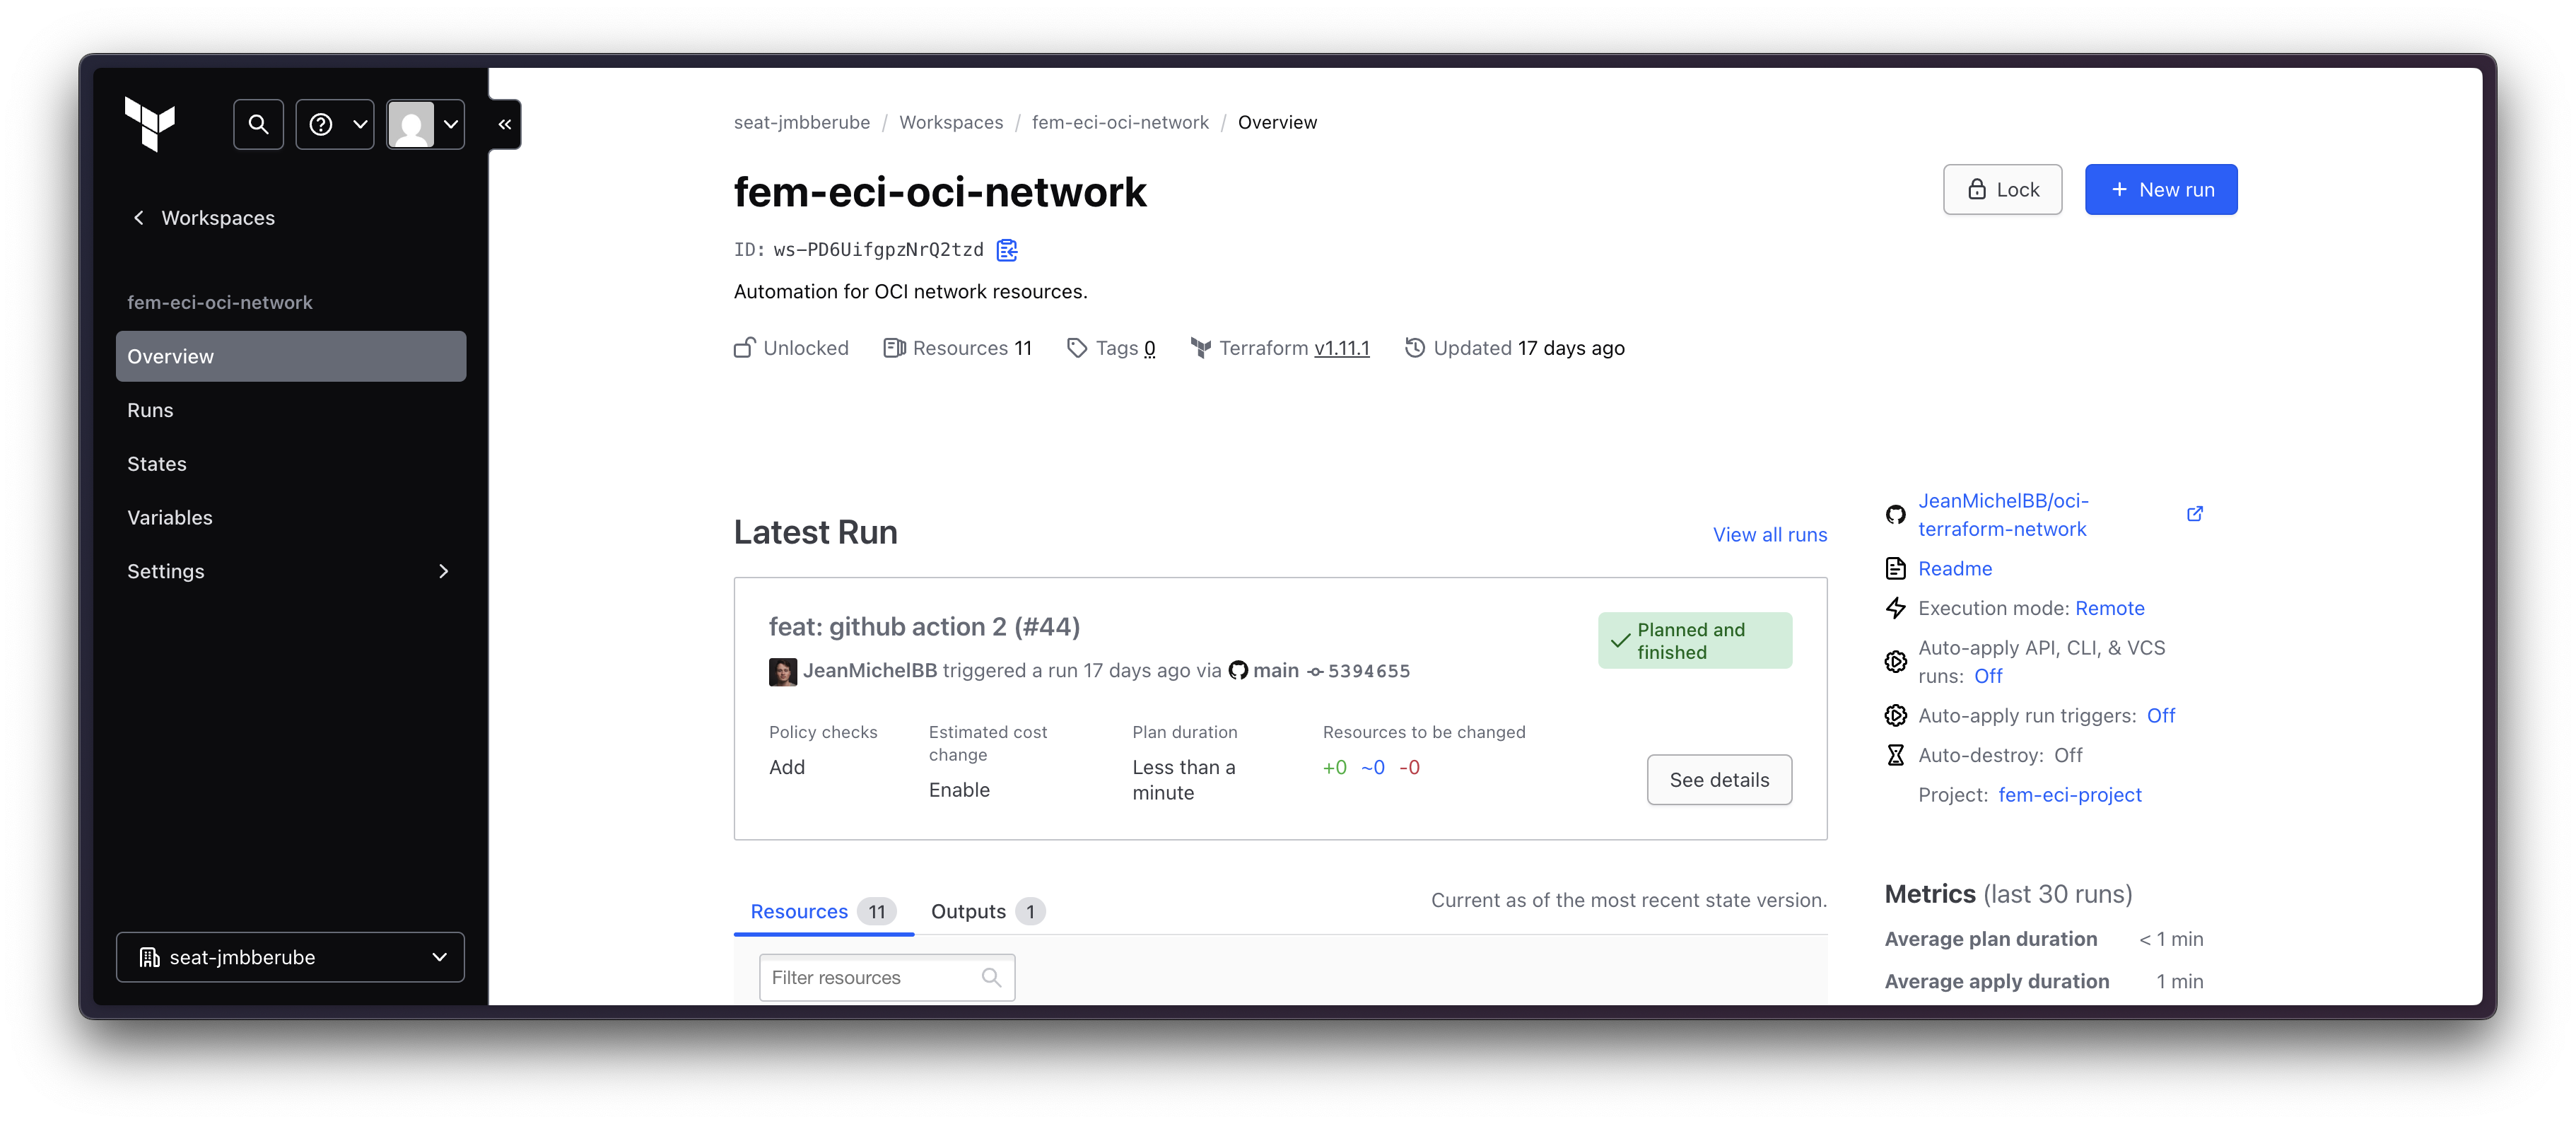 Workspaces
fem-eci-oci-network
Overview
Runs
States
Variables
Settings
seat-jmbberube
seat-jmbberube / Workspaces / fem-eci-oci-network / Overview
fem-eci-oci-network
Lock
+ New run
ID: ws-PD6UifgpzNrQ2tzd
Automation for OCI network resources.
Unlocked Resources 11 Tags 0 Terraform v1.11.1 Updated 17 days ago
Latest Run
View all runs
feat: github action 2 (#44)
Planned and
finished
JeanMichelBB triggered a run 17 days ago via main 5394655
Policy checks
Add
Estimated cost
change
Enable
Plan duration
Less than a
minute
Resources to be changed
+0 ~0 -0
See details
Resources 11 Outputs 1
Current as of the most recent state version.
Filter resources
JeanMichelBB/oci-
terraform-network
Readme
Execution mode: Remote
Auto-apply API, CLI, & VCS
runs: Off
Auto-apply run triggers: Off
Auto-destroy: Off
Project: fem-eci-project
Metrics (last 30 runs)
Average plan duration < 1 min
Average apply duration 1 min